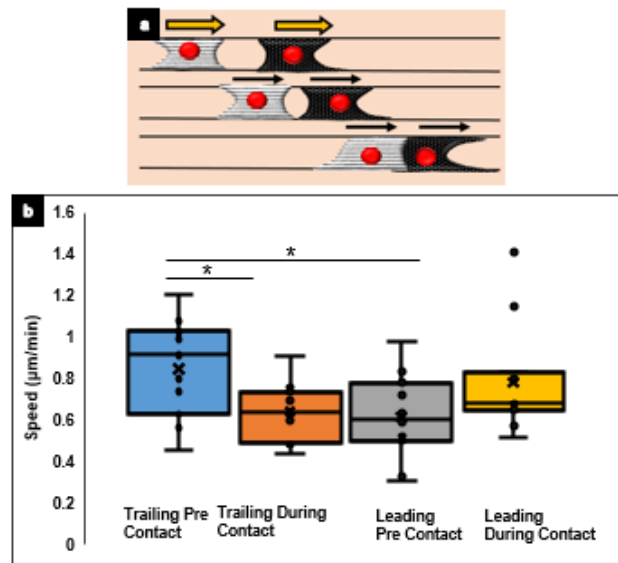 a
b
1.6
1.4
1.2
1
0.8
0.6
0.4
0.2
0
Speed (µm/min)
*
*
Trailing Pre
Contact
Trailing During
Contact
Leading
Pre Contact
Leading
During Contact